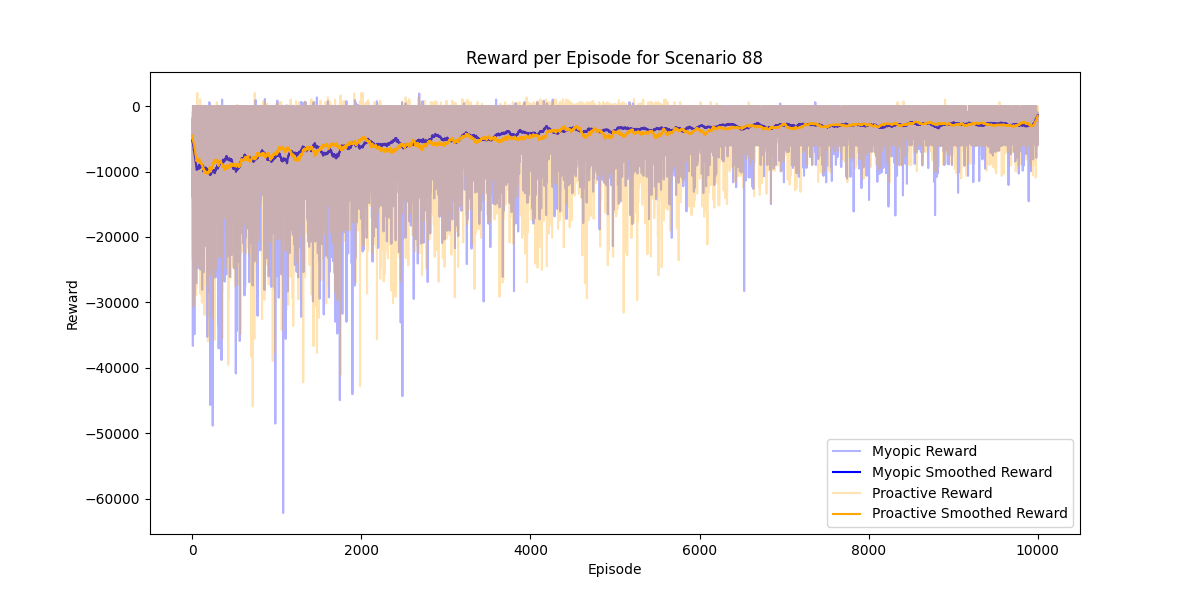 Reward per Episode for Scenario 88
Reward
0
−10000
−20000
−30000
−40000
−50000
−60000
0 2000 4000 6000 8000 10000
Episode
Myopic Reward
Myopic Smoothed Reward
Proactive Reward
Proactive Smoothed Reward